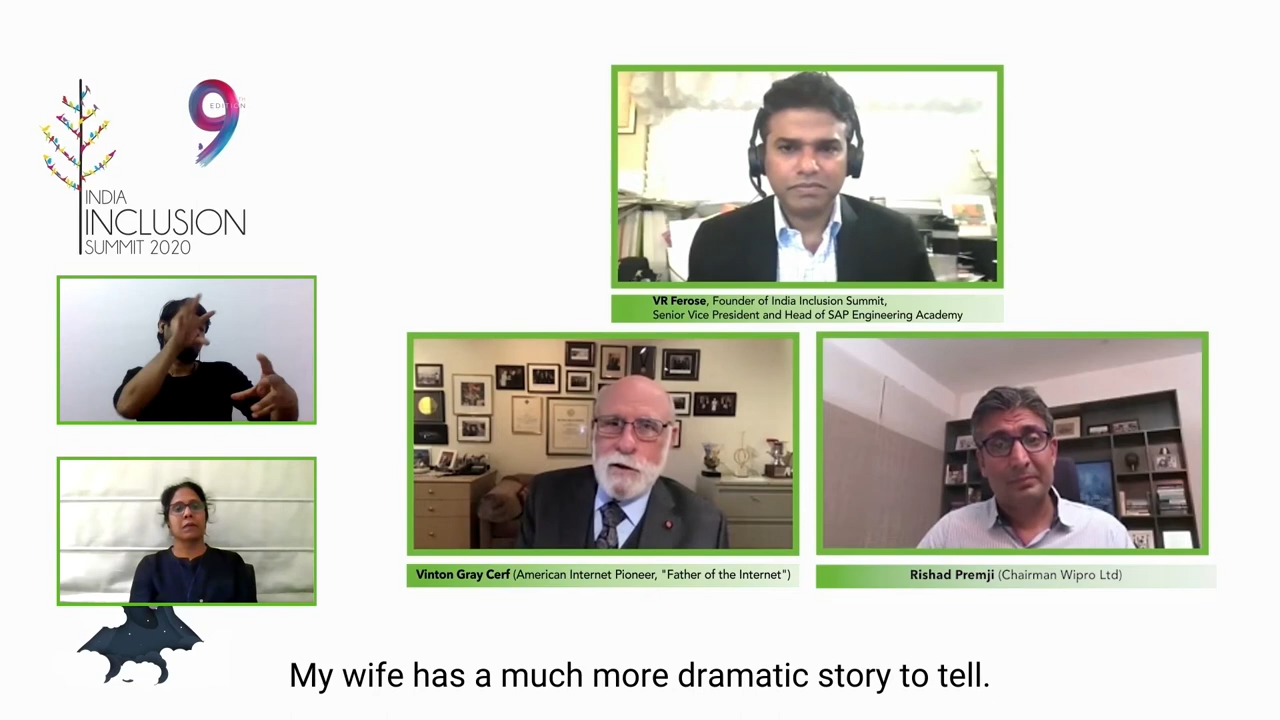 EDITION
INDIA
INCLUSION
SUMMIT 2020
VR Ferose, Founder of India Inclusion Summit,
Senior Vice President and Head of SAP Engineering Academy
Vinton Gray Cerf (American Internet Pioneer, "Father of the Internet")
Rishad Premji (Chairman Wipro Ltd)
My wife has a much more dramatic story to tell.